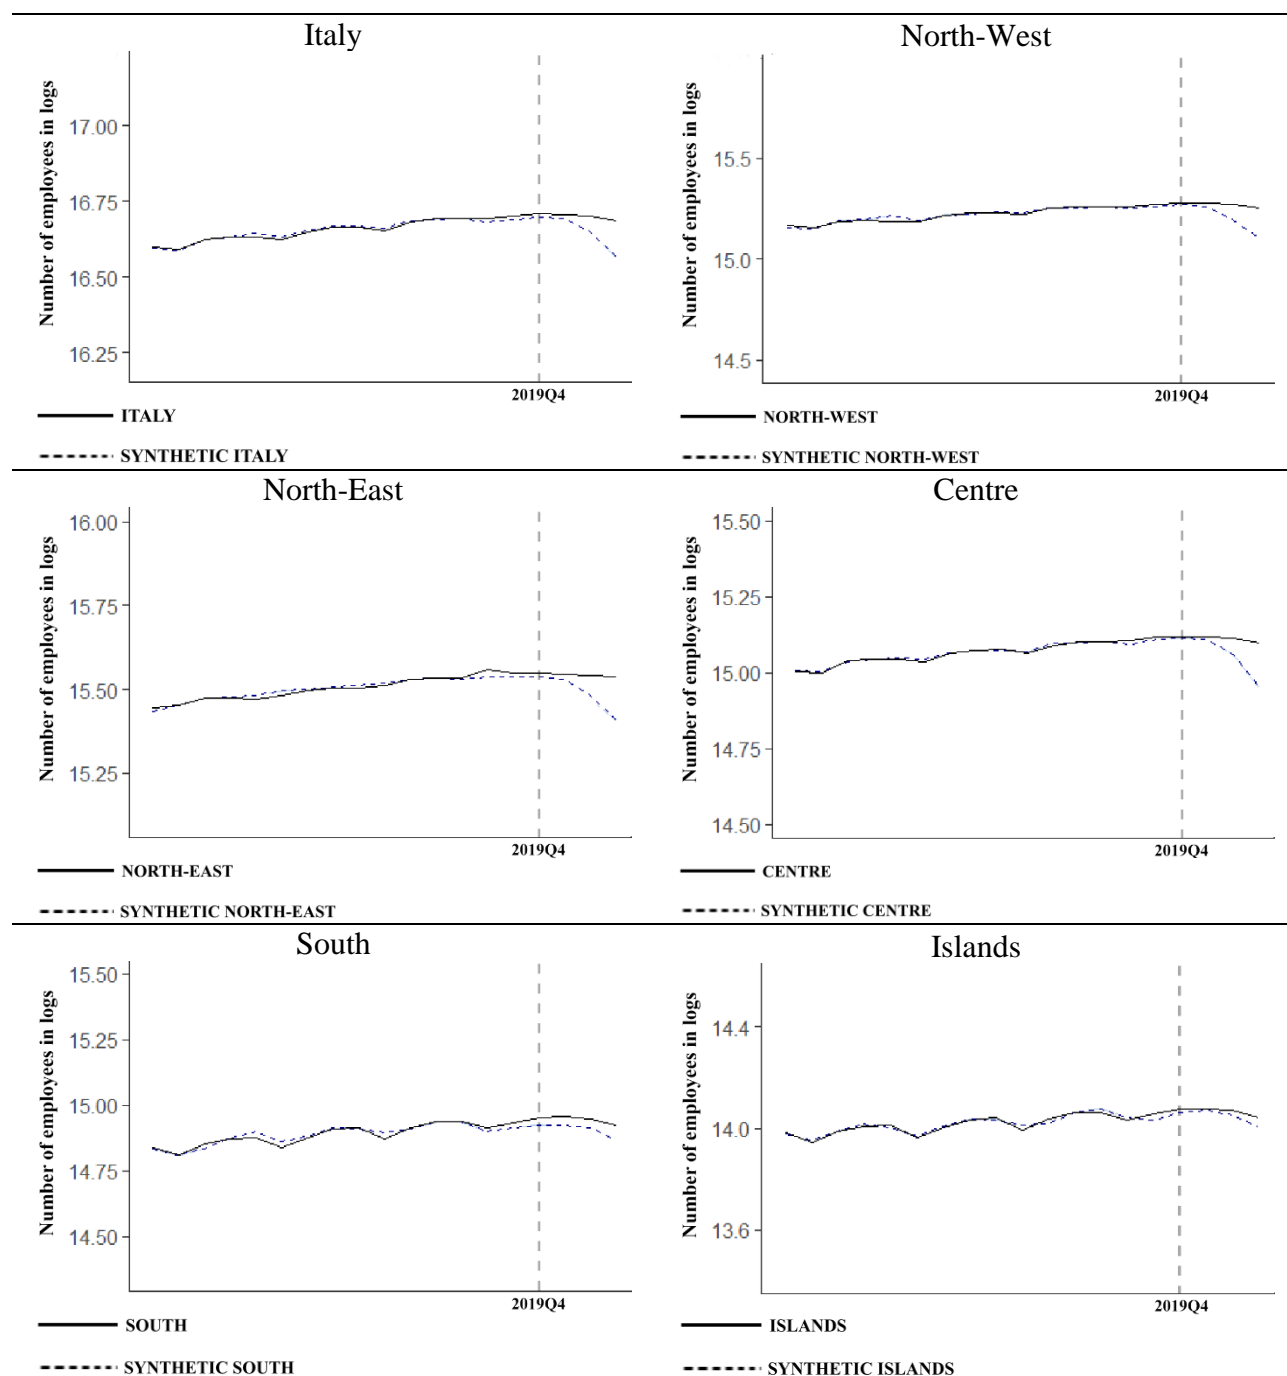 Italy
Number of employees in logs
17.00
16.75
16.50
16.25
2019Q4
ITALY
SYNTHETIC ITALY
North-West
Number of employees in logs
15.5
15.0
14.5
2019Q4
NORTH-WEST
SYNTHETIC NORTH-WEST
North-East
Number of employees in logs
16.00
15.75
15.50
15.25
2019Q4
NORTH-EAST
SYNTHETIC NORTH-EAST
Centre
Number of employees in logs
15.50
15.25
15.00
14.75
14.50
2019Q4
CENTRE
SYNTHETIC CENTRE
South
Number of employees in logs
15.50
15.25
15.00
14.75
14.50
2019Q4
SOUTH
SYNTHETIC SOUTH
Islands
Number of employees in logs
14.4
14.0
13.6
2019Q4
ISLANDS
SYNTHETIC ISLANDS